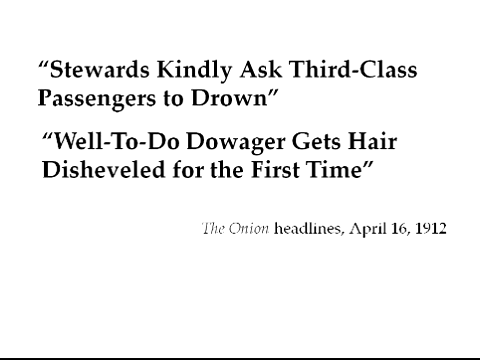 “Stewards Kindly Ask Third-Class
Passengers to Drown”
“Well-To-Do Dowager Gets Hair
Disheveled for the First Time”
The Onion headlines, April 16, 1912